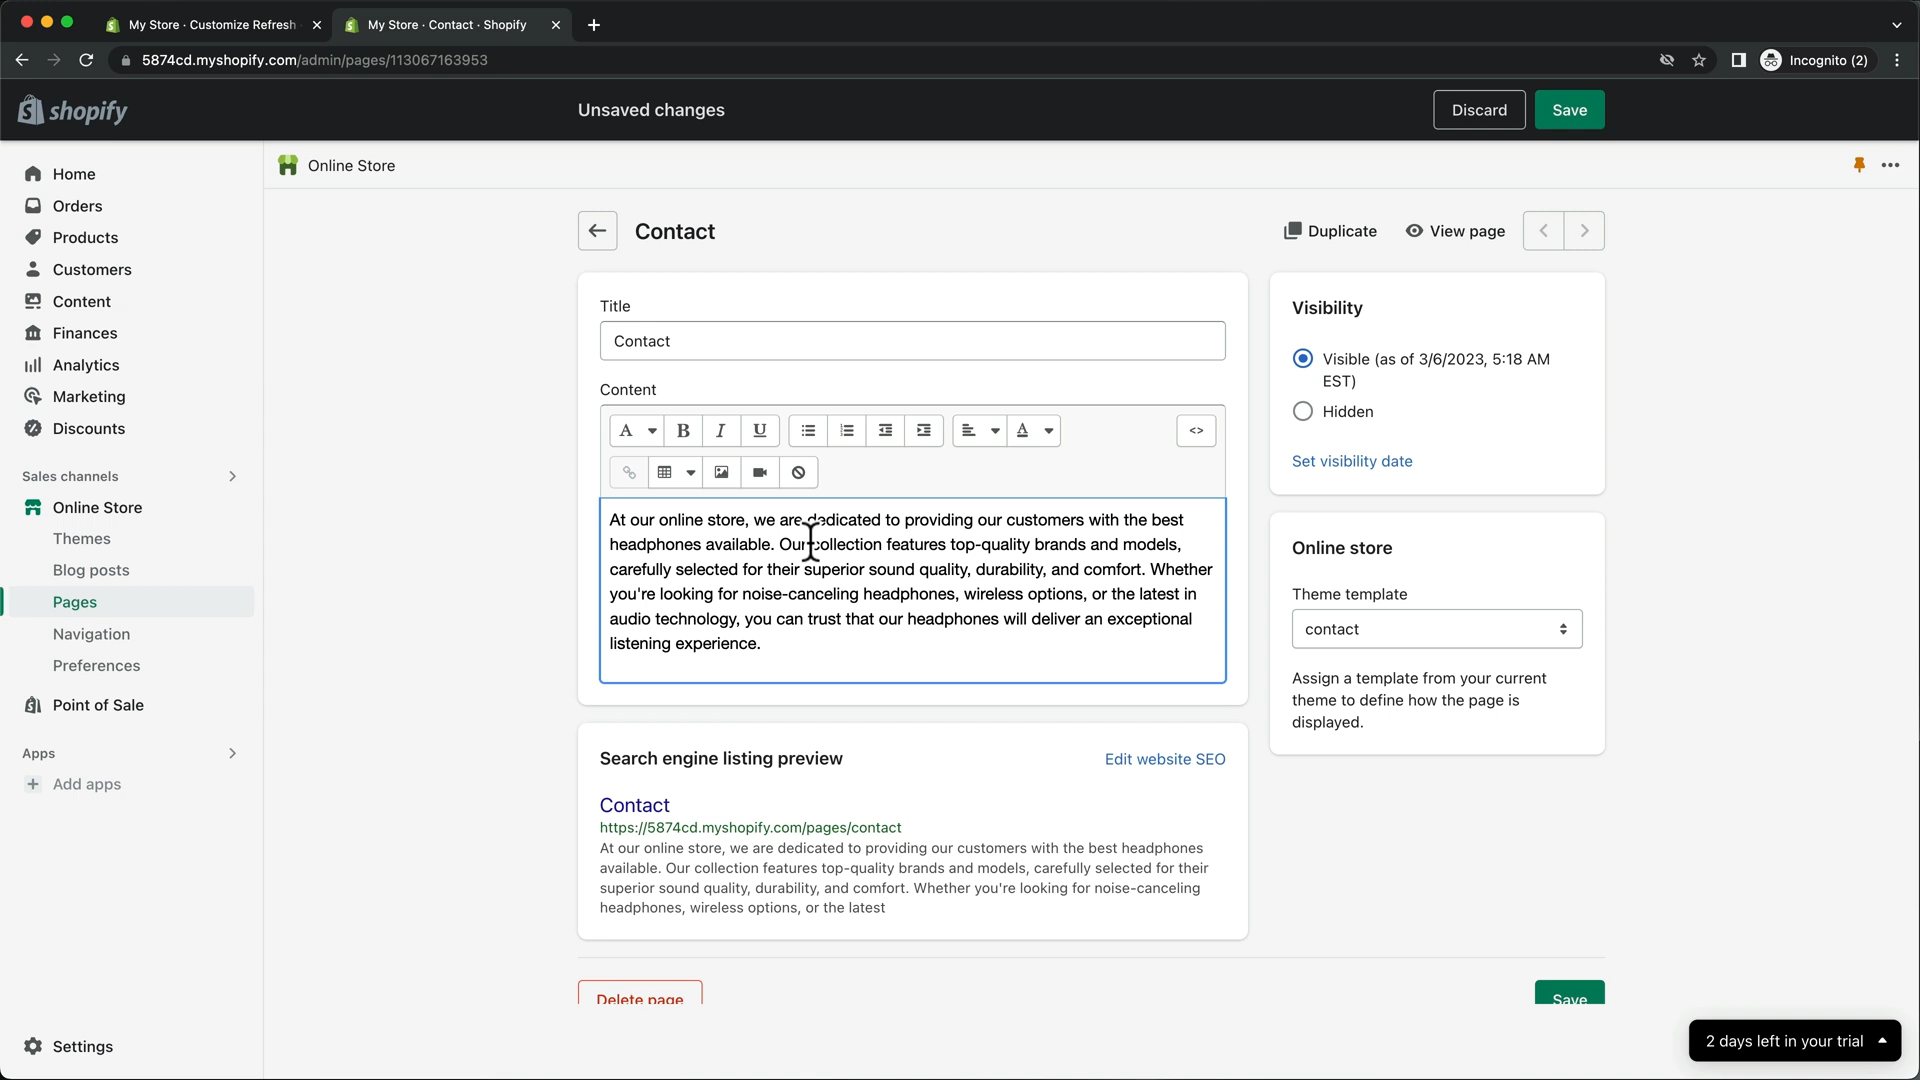 My Store · Customize Refresh
My Store · Contact · Shopify
5874cd.myshopify.com/admin/pages/113067163953
Incognito (2)
shopify
Unsaved changes
Discard
Save
Home
Orders
Products
Customers
Content
Finances
Analytics
Marketing
Discounts
Sales channels
Online Store
Themes
Blog posts
Pages
Navigation
Preferences
Point of Sale
Apps
Add apps
Settings
Online Store
Contact
Duplicate
View page
Title
Contact
Content
A
B
I
U
A
<>
At our online store, we are dedicated to providing our customers with the best
headphones available. Our collection features top-quality brands and models,
carefully selected for their superior sound quality, durability, and comfort. Whether
you're looking for noise-canceling headphones, wireless options, or the latest in
audio technology, you can trust that our headphones will deliver an exceptional
listening experience.
Search engine listing preview
Edit website SEO
Contact
https://5874cd.myshopify.com/pages/contact
At our online store, we are dedicated to providing our customers with the best headphones
available. Our collection features top-quality brands and models, carefully selected for their
superior sound quality, durability, and comfort. Whether you're looking for noise-canceling
headphones, wireless options, or the latest
Delete page
Save
Visibility
Visible (as of 3/6/2023, 5:18 AM
EST)
Hidden
Set visibility date
Online store
Theme template
contact
Assign a template from your current
theme to define how the page is
displayed.
2 days left in your trial